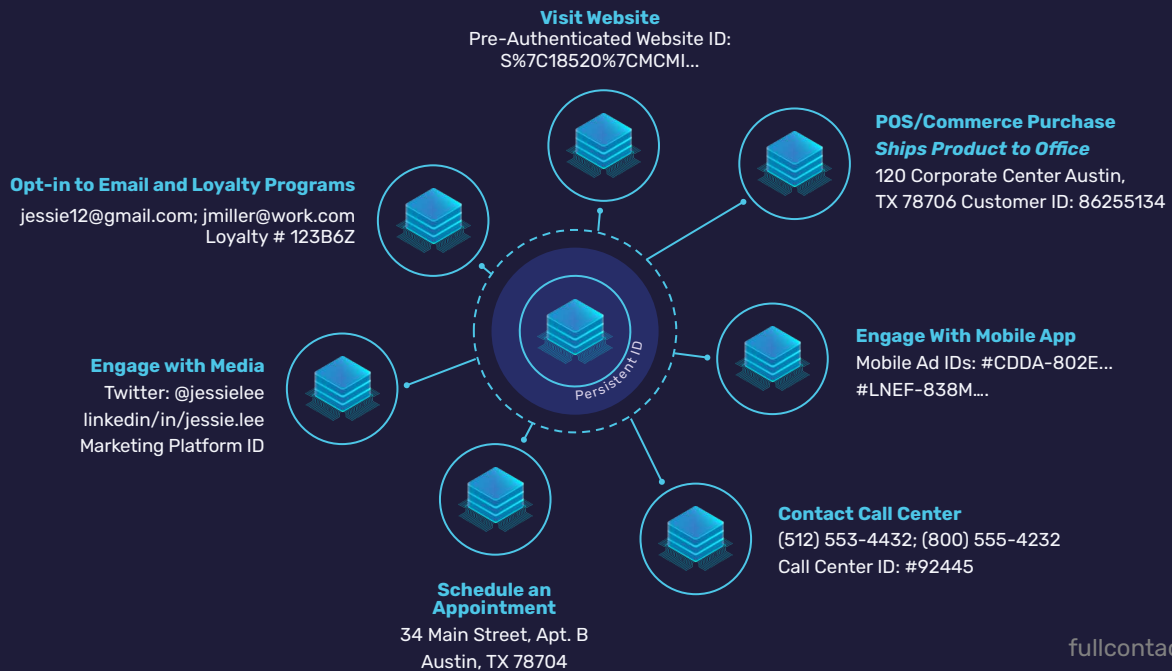 Visit Website
Pre-Authenticated Website ID:
S%7C18520%7CMCMI...
POS/Commerce Purchase
Ships Product to Office
120 Corporate Center Austin,
TX 78706 Customer ID: 86255134
Opt-in to Email and Loyalty Programs
jessie12@gmail.com; jmiller@work.com
Loyalty # 123B6Z
Persistent ID
Engage With Mobile App
Mobile Ad IDs: #CDDA-802E...
#LNEF-838M....
Engage with Media
Twitter: @jessielee
linkedin/in/jessie.lee
Marketing Platform ID
Contact Call Center
(512) 553-4432; (800) 555-4232
Call Center ID: #92445
Schedule an
Appointment
34 Main Street, Apt. B
Austin, TX 78704
fullcontac